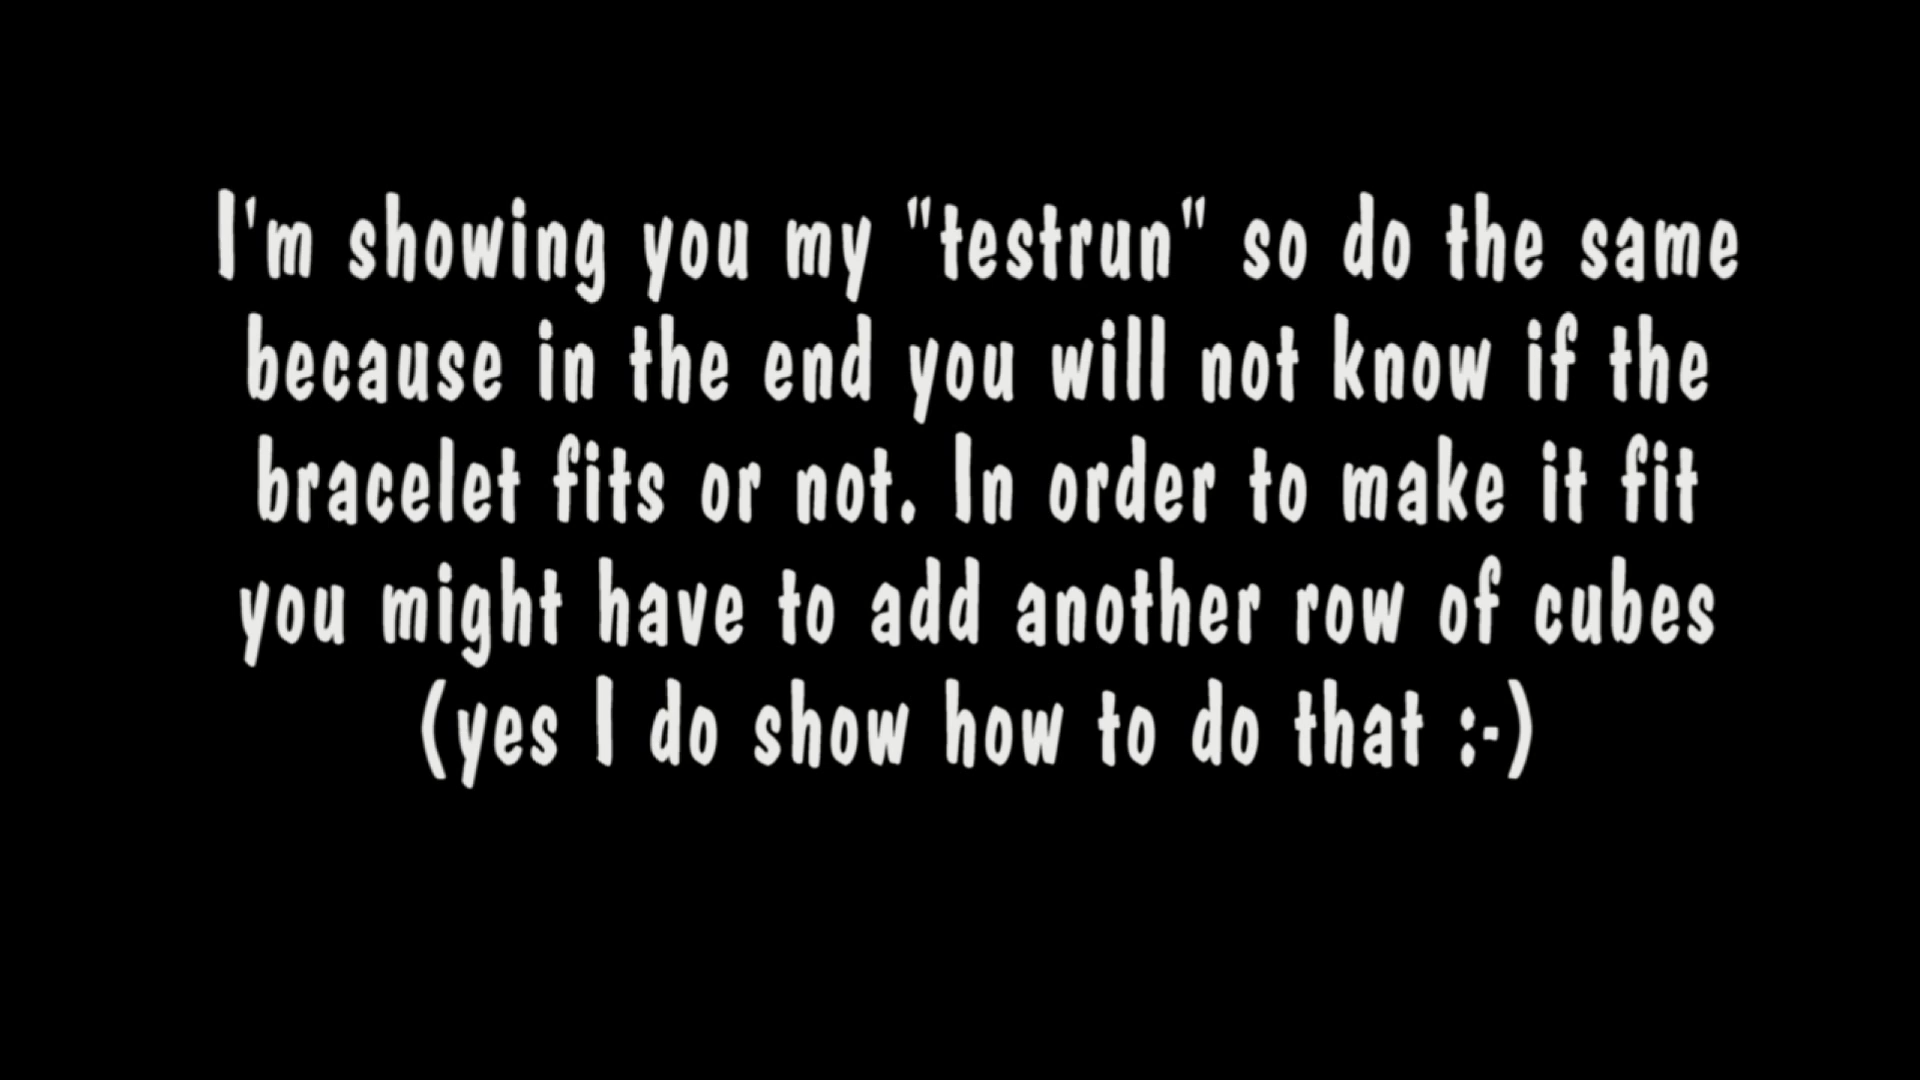 I'm showing you my "testrun" so do the same
because in the end you will not know if the
bracelet fits or not. In order to make it fit
you might have to add another row of cubes
(yes I do show how to do that :-)